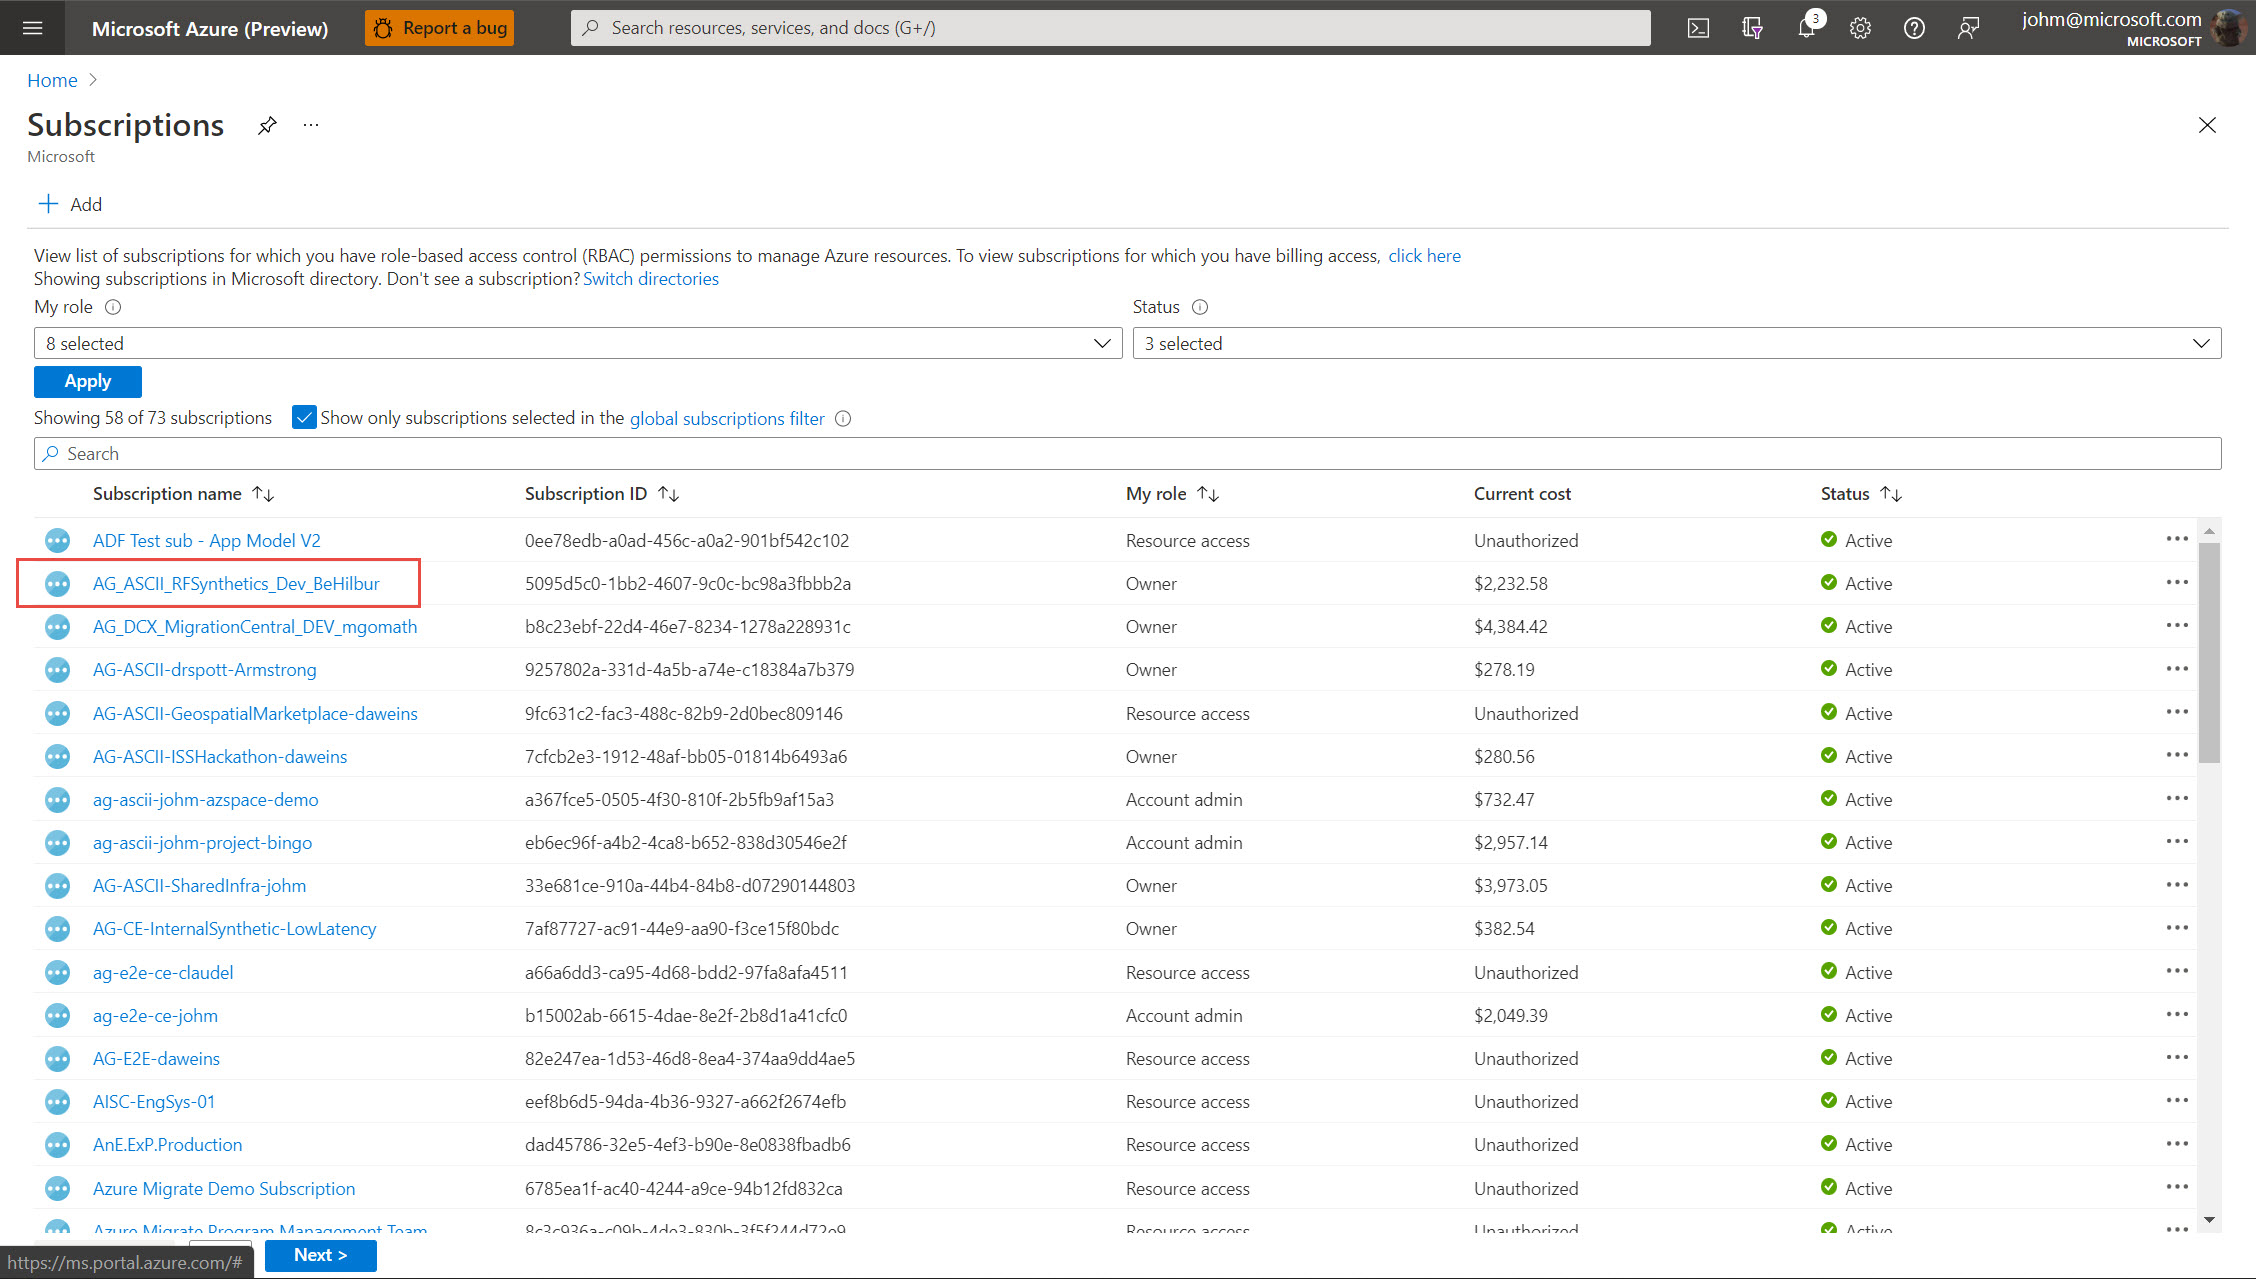 Microsoft Azure (Preview)
Report a bug
Search resources, services, and docs (G+/)
3
johm@microsoft.com
MICROSOFT
Home
Subscriptions
Microsoft
Add
View list of subscriptions for which you have role-based access control (RBAC) permissions to manage Azure resources. To view subscriptions for which you have billing access, click here
Showing subscriptions in Microsoft directory. Don't see a subscription? Switch directories
My role
Status
8 selected
3 selected
Apply
Showing 58 of 73 subscriptions Show only subscriptions selected in the global subscriptions filter
Search
Subscription name Subscription ID My role Current cost Status
ADF Test sub - App Model V2 0ee78edb-a0ad-456c-a0a2-901bf542c102 Resource access Unauthorized Active
AG_ASCII_RFSynthetics_Dev_BeHilbur 5095d5c0-1bb2-4607-9c0c-bc98a3fbbb2a Owner $2,232.58 Active
AG_DCX_MigrationCentral_DEV_mgomath b8c23ebf-22d4-46e7-8234-1278a228931c Owner $4,384.42 Active
AG-ASCII-drspott-Armstrong 9257802a-331d-4a5b-a74e-c18384a7b379 Owner $278.19 Active
AG-ASCII-GeospatialMarketplace-daweins 9fc631c2-fac3-488c-82b9-2d0bec809146 Resource access Unauthorized Active
AG-ASCII-ISSHackathon-daweins 7cfcb2e3-1912-48af-bb05-01814b6493a6 Owner $280.56 Active
ag-ascii-johm-azspace-demo a367fce5-0505-4f30-810f-2b5fb9af15a3 Account admin $732.47 Active
ag-ascii-johm-project-bingo eb6ec96f-a4b2-4ca8-b652-838d30546e2f Account admin $2,957.14 Active
AG-ASCII-SharedInfra-johm 33e681ce-910a-44b4-84b8-d07290144803 Owner $3,973.05 Active
AG-CE-InternalSynthetic-LowLatency 7af87727-ac91-44e9-aa90-f3ce15f80bdc Owner $382.54 Active
ag-e2e-ce-claudel a66a6dd3-ca95-4d68-bdd2-97fa8afa4511 Resource access Unauthorized Active
ag-e2e-ce-johm b15002ab-6615-4dae-8e2f-2b8d1a41cfc0 Account admin $2,049.39 Active
AG-E2E-daweins 82e247ea-1d53-46d8-8ea4-374aa9dd4ae5 Resource access Unauthorized Active
AISC-EngSys-01 eef8b6d5-94da-4b36-9327-a662f2674efb Resource access Unauthorized Active
AnE.ExP.Production dad45786-32e5-4ef3-b90e-8e0838fbadb6 Resource access Unauthorized Active
Azure Migrate Demo Subscription 6785ea1f-ac40-4244-a9ce-94b12fd832ca Resource access Unauthorized Active
Azure Migrate Program Management Team 8c3c936a-c09b-4de3-830b-3f5f244d72e9 Resource access Unauthorized Active
Next >
https://ms.portal.azure.com/#